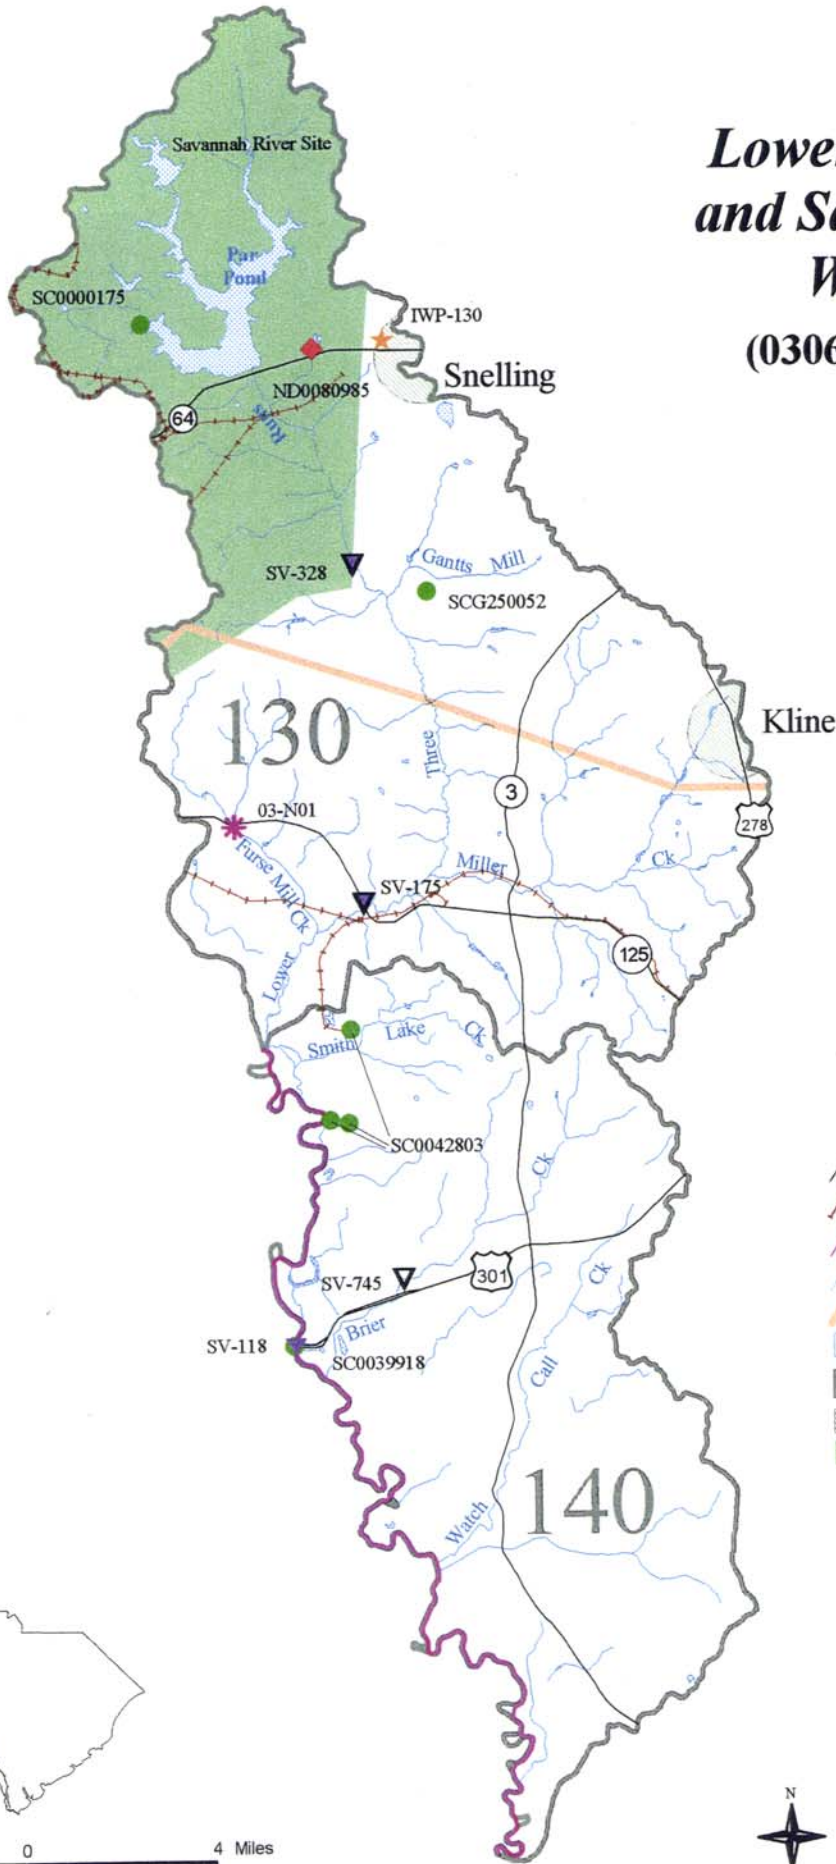 Lowe
and S
W
(0306
Savannah River Site
Par
Pond
SC0000175
IWP-130
Snelling
ND0080985
64
Runs
SV-328
Gantts Mill
SCG250052
130
Kline
Three
3
278
03-N01
Furse Mill Ck
SV-175
Miller
Ck
125
Lower
Smith Lake Ck
SC0042803
Ck
SV-745
301
Ck
Brier
SV-118
SC0039918
Call
140
Watch
N
0 4 Miles